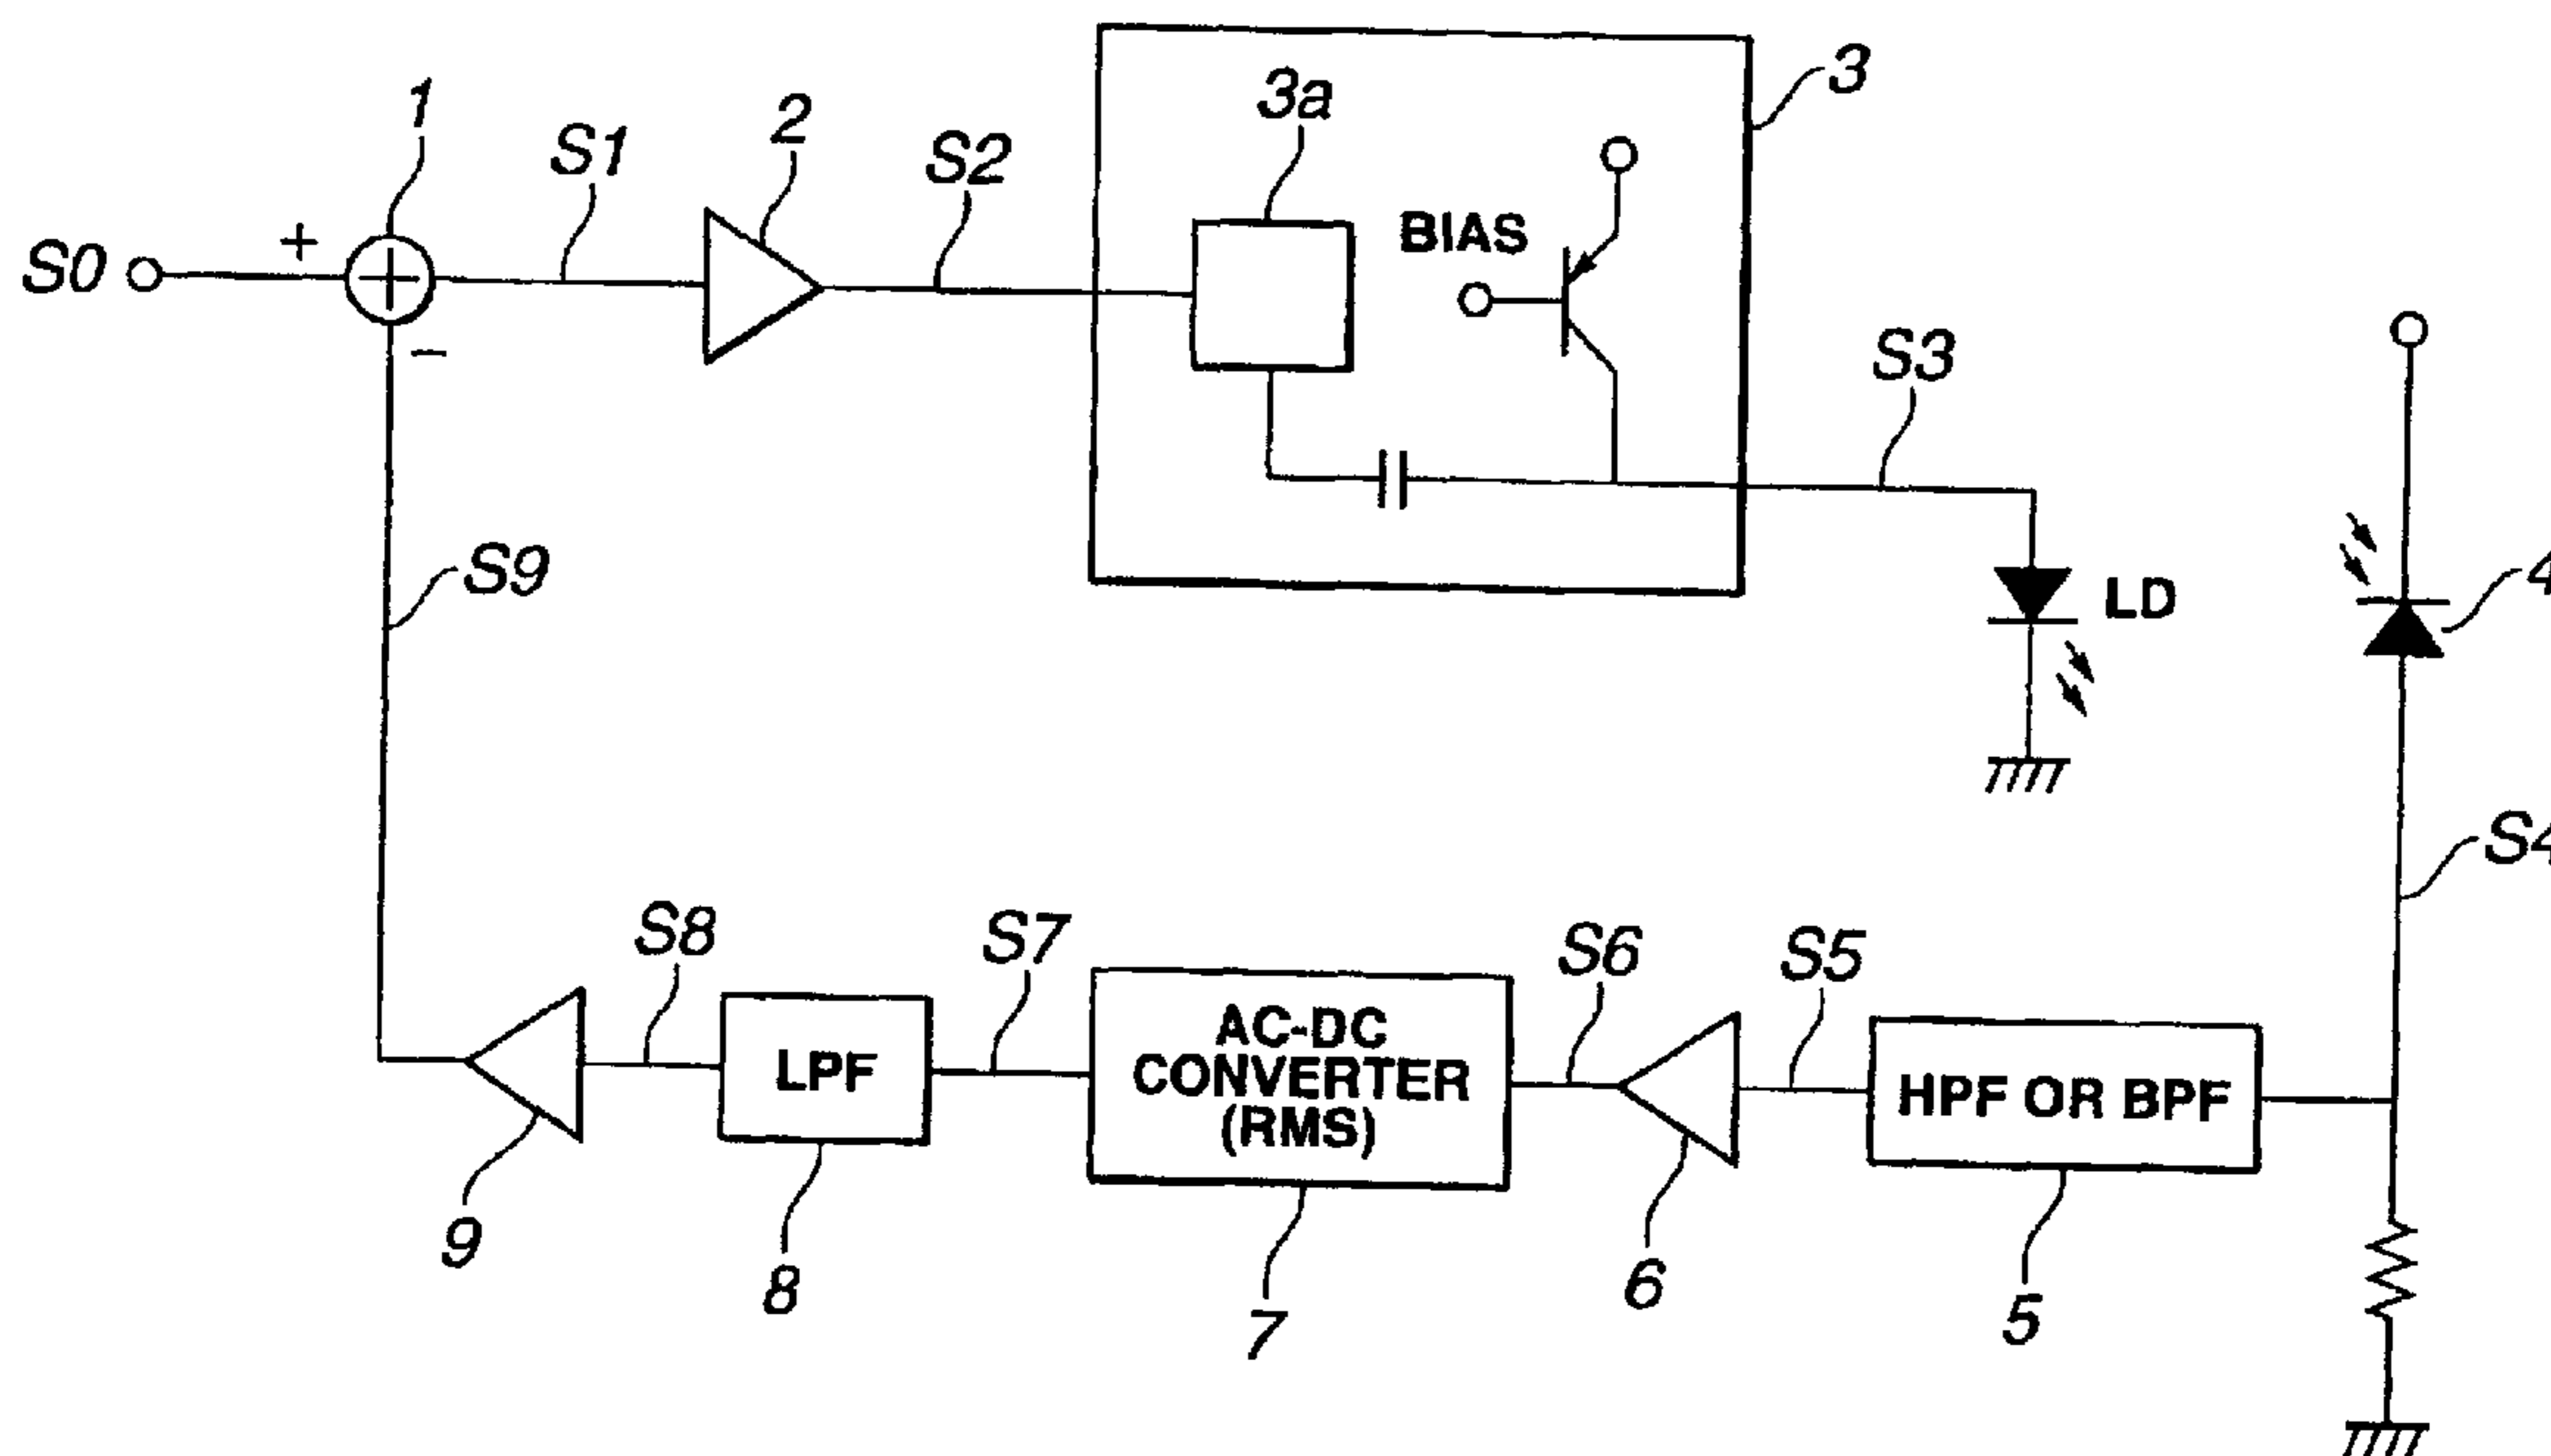 1
S1
2
S2
3a
3
S0
+
−
BIAS
S3
S9
LD
4
S4
S8
S7
S6
S5
LPF
AC-DC
CONVERTER
(RMS)
HPF OR BPF
9
8
7
6
5